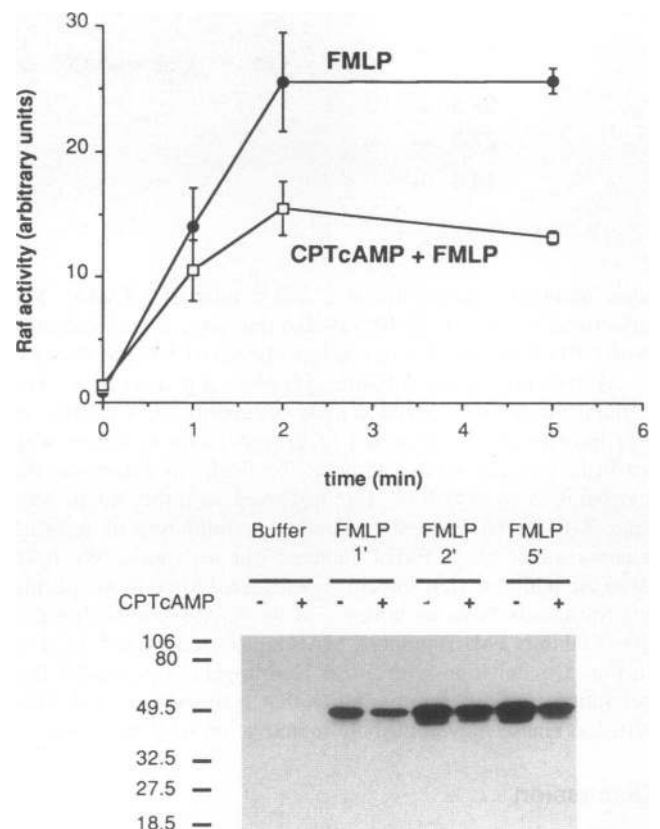 30
FMLP
20
CPTcAMP + FMLP
10
0
Raf activity (arbitrary units)
0 1 2 3 4 5 6
time (min)
Buffer FMLP FMLP FMLP
1' 2' 5'
CPTcAMP - + - + - + - +
106
80
49.5
32.5
27.5
18.5